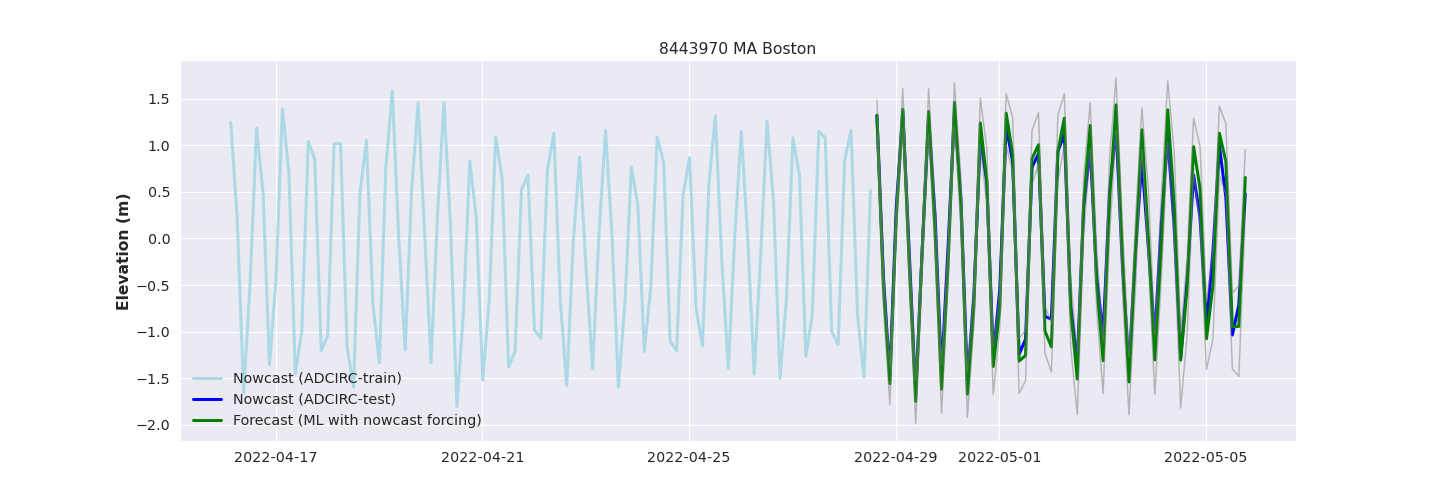 8443970 MA Boston
Elevation (m)
1.5
1.0
0.5
0.0
−0.5
−1.0
−1.5
−2.0
Nowcast (ADCIRC-train)
Nowcast (ADCIRC-test)
Forecast (ML with nowcast forcing)
2022-04-17 2022-04-21 2022-04-25 2022-04-29 2022-05-01 2022-05-05